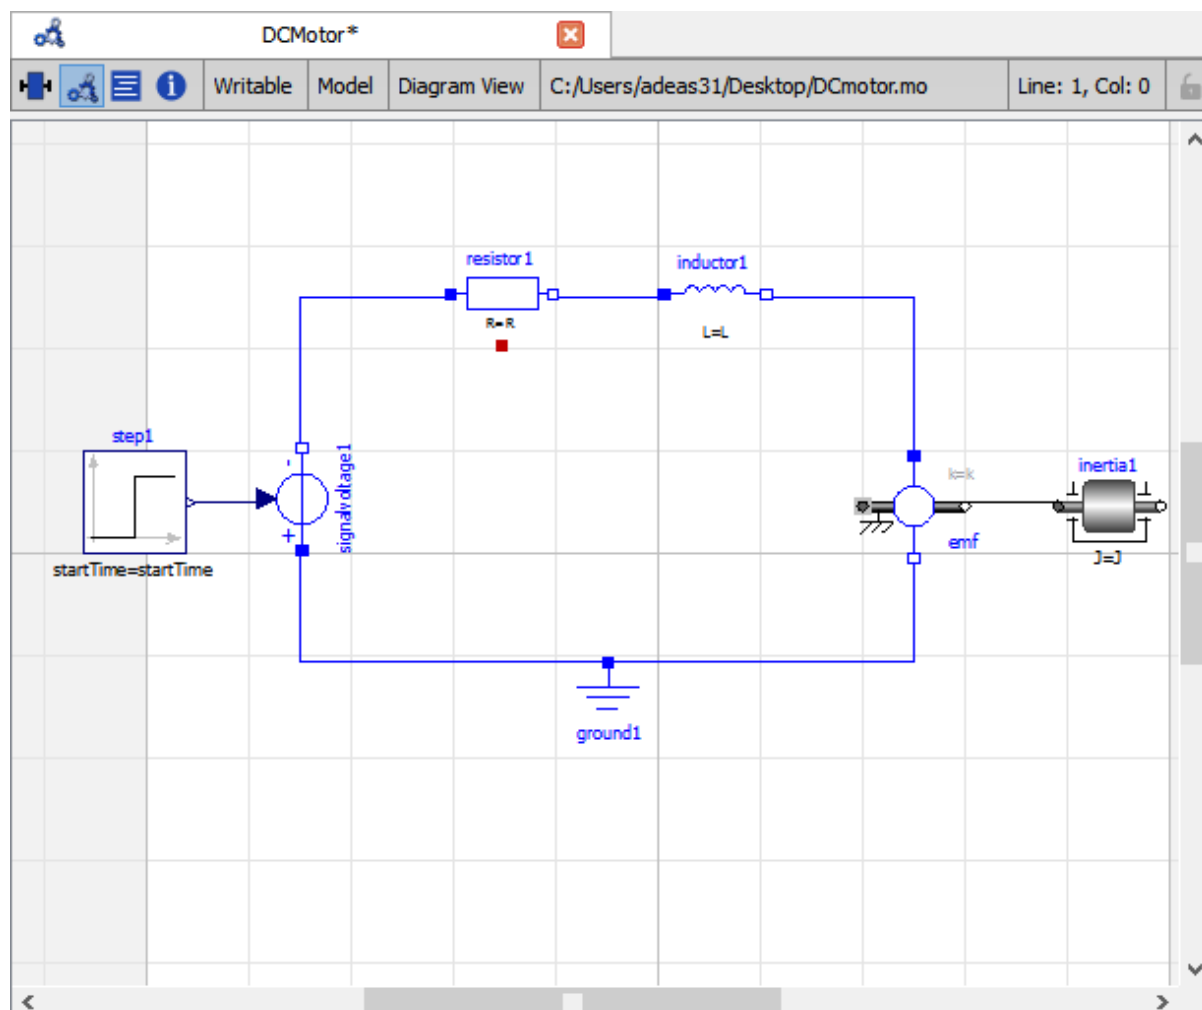 DCMotor*
Writable
Model
Diagram View
C:/Users/adeas31/Desktop/DCmotor.mo
Line: 1, Col: 0
resistor1
R=R
inductor1
L=L
step1
startTime=startTime
-
+
signalvoltage1
k=k
emf
inertia1
J=J
ground1